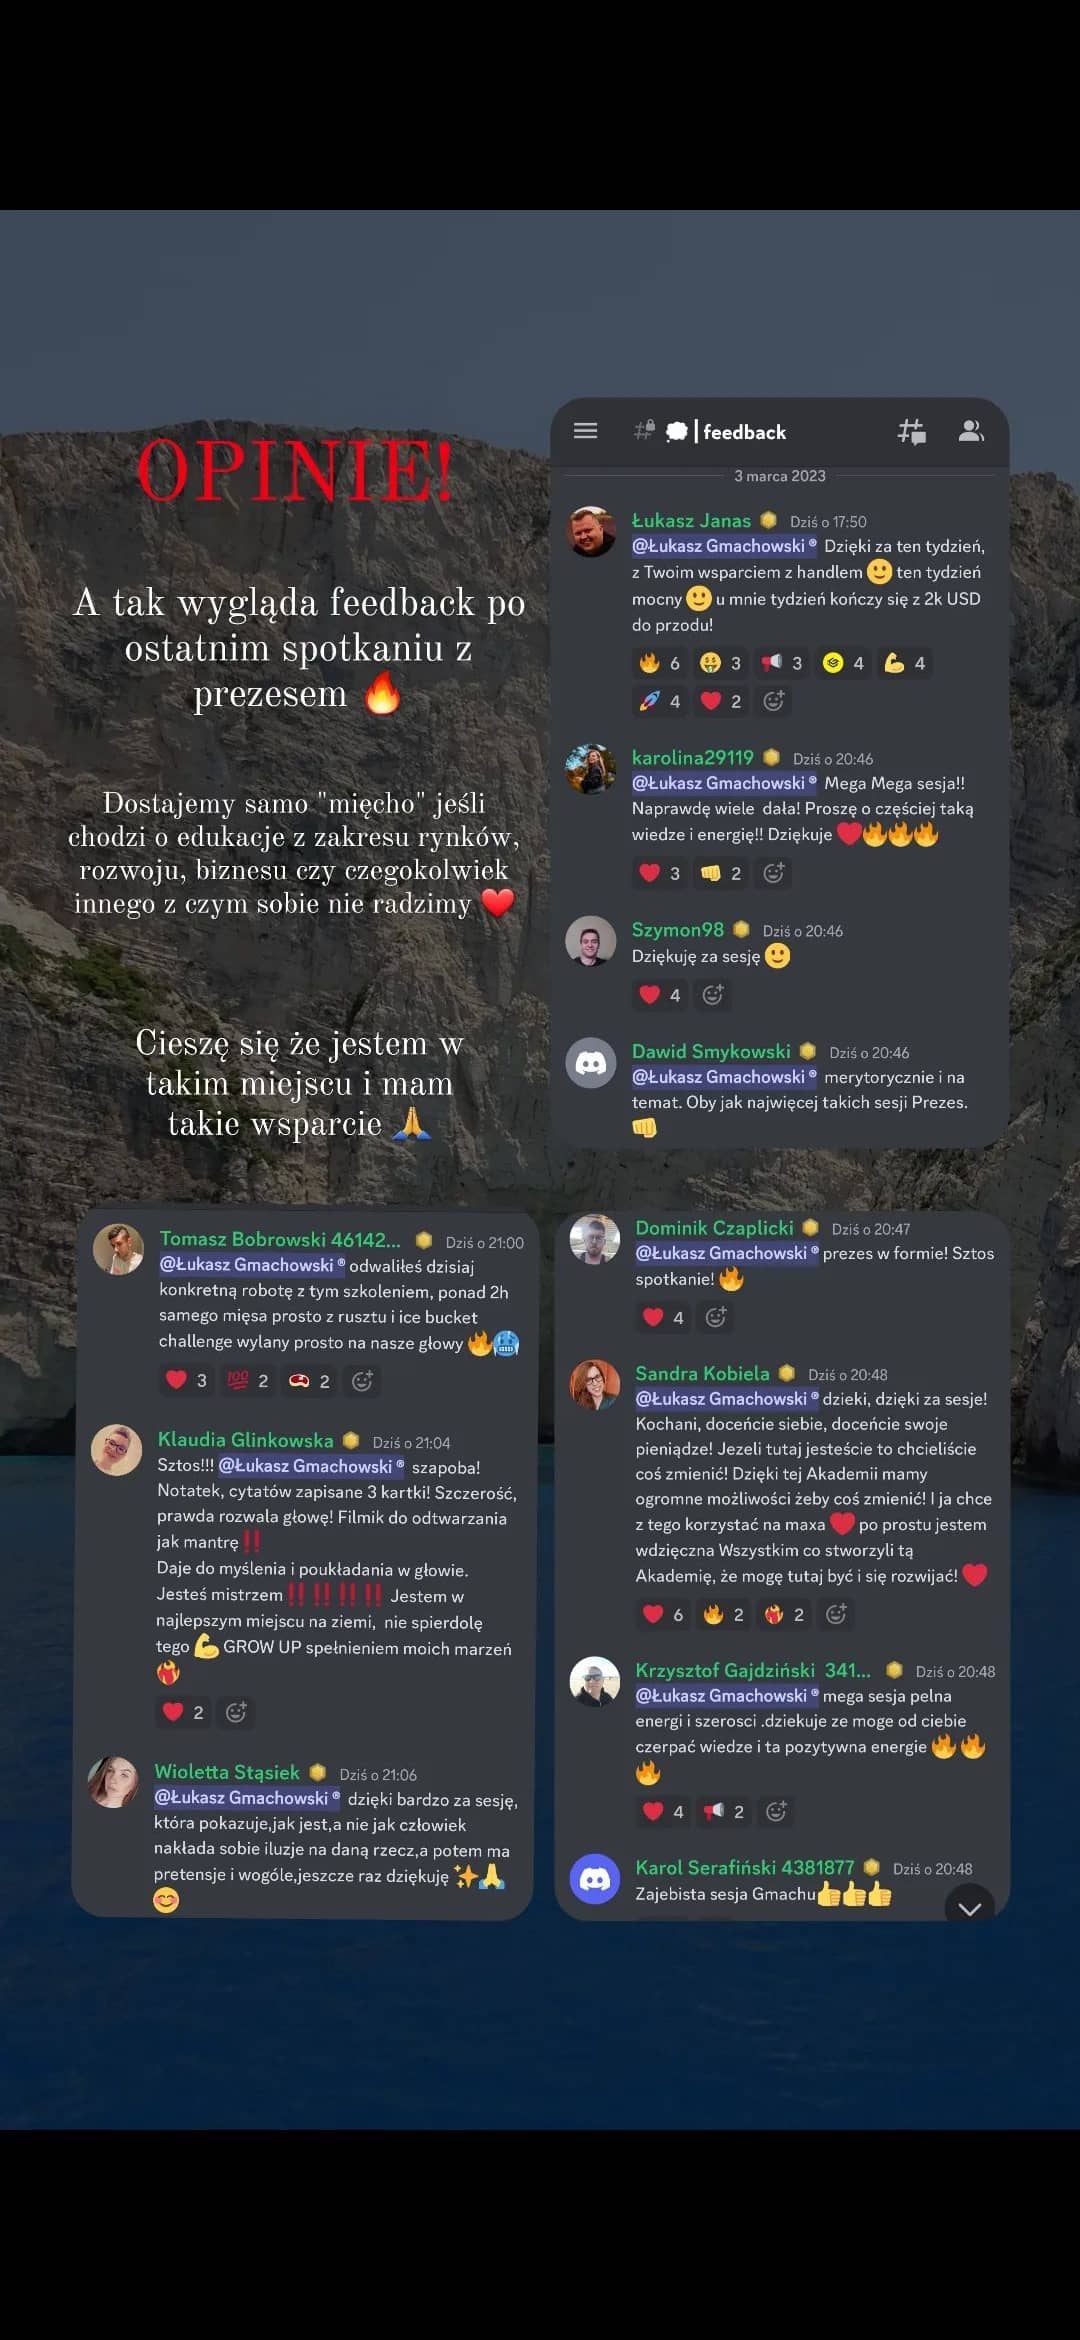 OPINIE!
A tak wygląda feedback po
ostatnim spotkaniu z
prezesem 🔥
Dostajemy samo "mięcho" jeśli
chodzi o edukacje z zakresu rynków,
rozwoju, biznesu czy czegokolwiek
innego z czym sobie nie radzimy ❤️
Cieszę się że jestem w
takim miejscu i mam
takie wsparcie 🙏
feedback
3 marca 2023
Łukasz Janas Dziś o 17:50
@Łukasz Gmachowski ® Dzięki za ten tydzień,
z Twoim wsparciem z handlem 🙂 ten tydzień
mocny 🙂 u mnie tydzień kończy się z 2k USD
do przodu!
🔥 6 🤑 3 📢 3 4 💪 4
🚀 4 ❤️ 2
karolina29119 Dziś o 20:46
@Łukasz Gmachowski ® Mega Mega sesja!!
Naprawdę wiele dała! Proszę o częściej taką
wiedze i energię!! Dziękuje ❤️🔥🔥🔥
❤️ 3 👊 2
Szymon98 Dziś o 20:46
Dziękuję za sesję 🙂
❤️ 4
Dawid Smykowski Dziś o 20:46
@Łukasz Gmachowski ® merytorycznie i na
temat. Oby jak najwięcej takich sesji Prezes.
👊
Tomasz Bobrowski 46142... Dziś o 21:00
@Łukasz Gmachowski ® odwaliłeś dzisiaj
konkretną robotę z tym szkoleniem, ponad 2h
samego mięsa prosto z rusztu i ice bucket
challenge wylany prosto na nasze głowy 🔥🥶
❤️ 3 💯 2 🥩 2
Klaudia Glinkowska Dziś o 21:04
Sztos!!! @Łukasz Gmachowski ® szapoba!
Notatek, cytatów zapisane 3 kartki! Szczerość,
prawda rozwala głowę! Filmik do odtwarzania
jak mantrę ‼️
Daje do myślenia i poukładania w głowie.
Jesteś mistrzem ‼️‼️‼️‼️ Jestem w
najlepszym miejscu na ziemi, nie spierdolę
tego 💪 GROW UP spełnieniem moich marzeń
❤️‍🔥
❤️ 2
Wioletta Stąsiek Dziś o 21:06
@Łukasz Gmachowski ® dzięki bardzo za sesję,
która pokazuje,jak jest,a nie jak człowiek
nakłada sobie iluzje na daną rzecz,a potem ma
pretensje i wogóle,jeszcze raz dziękuję ✨🙏
😊
Dominik Czaplicki Dziś o 20:47
@Łukasz Gmachowski ® prezes w formie! Sztos
spotkanie! 🔥
❤️ 4
Sandra Kobiela Dziś o 20:48
@Łukasz Gmachowski ® dzieki, dzięki za sesje!
Kochani, doceńcie siebie, doceńcie swoje
pieniądze! Jezeli tutaj jesteście to chcieliście
coś zmienić! Dzięki tej Akademii mamy
ogromne możliwości żeby coś zmienić! I ja chce
z tego korzystać na maxa ❤️ po prostu jestem
wdzięczna Wszystkim co stworzyli tą
Akademię, że mogę tutaj być i się rozwijać! ❤️
❤️ 6 🔥 2 ❤️‍🔥 2
Krzysztof Gajdziński 341... Dziś o 20:48
@Łukasz Gmachowski ® mega sesja pelna
energi i szerosci .dziekuje ze moge od ciebie
czerpać wiedze i ta pozytywna energie 🔥🔥
🔥
❤️ 4 📢 2
Karol Serafiński 4381877 Dziś o 20:48
Zajebista sesja Gmachu👍👍👍